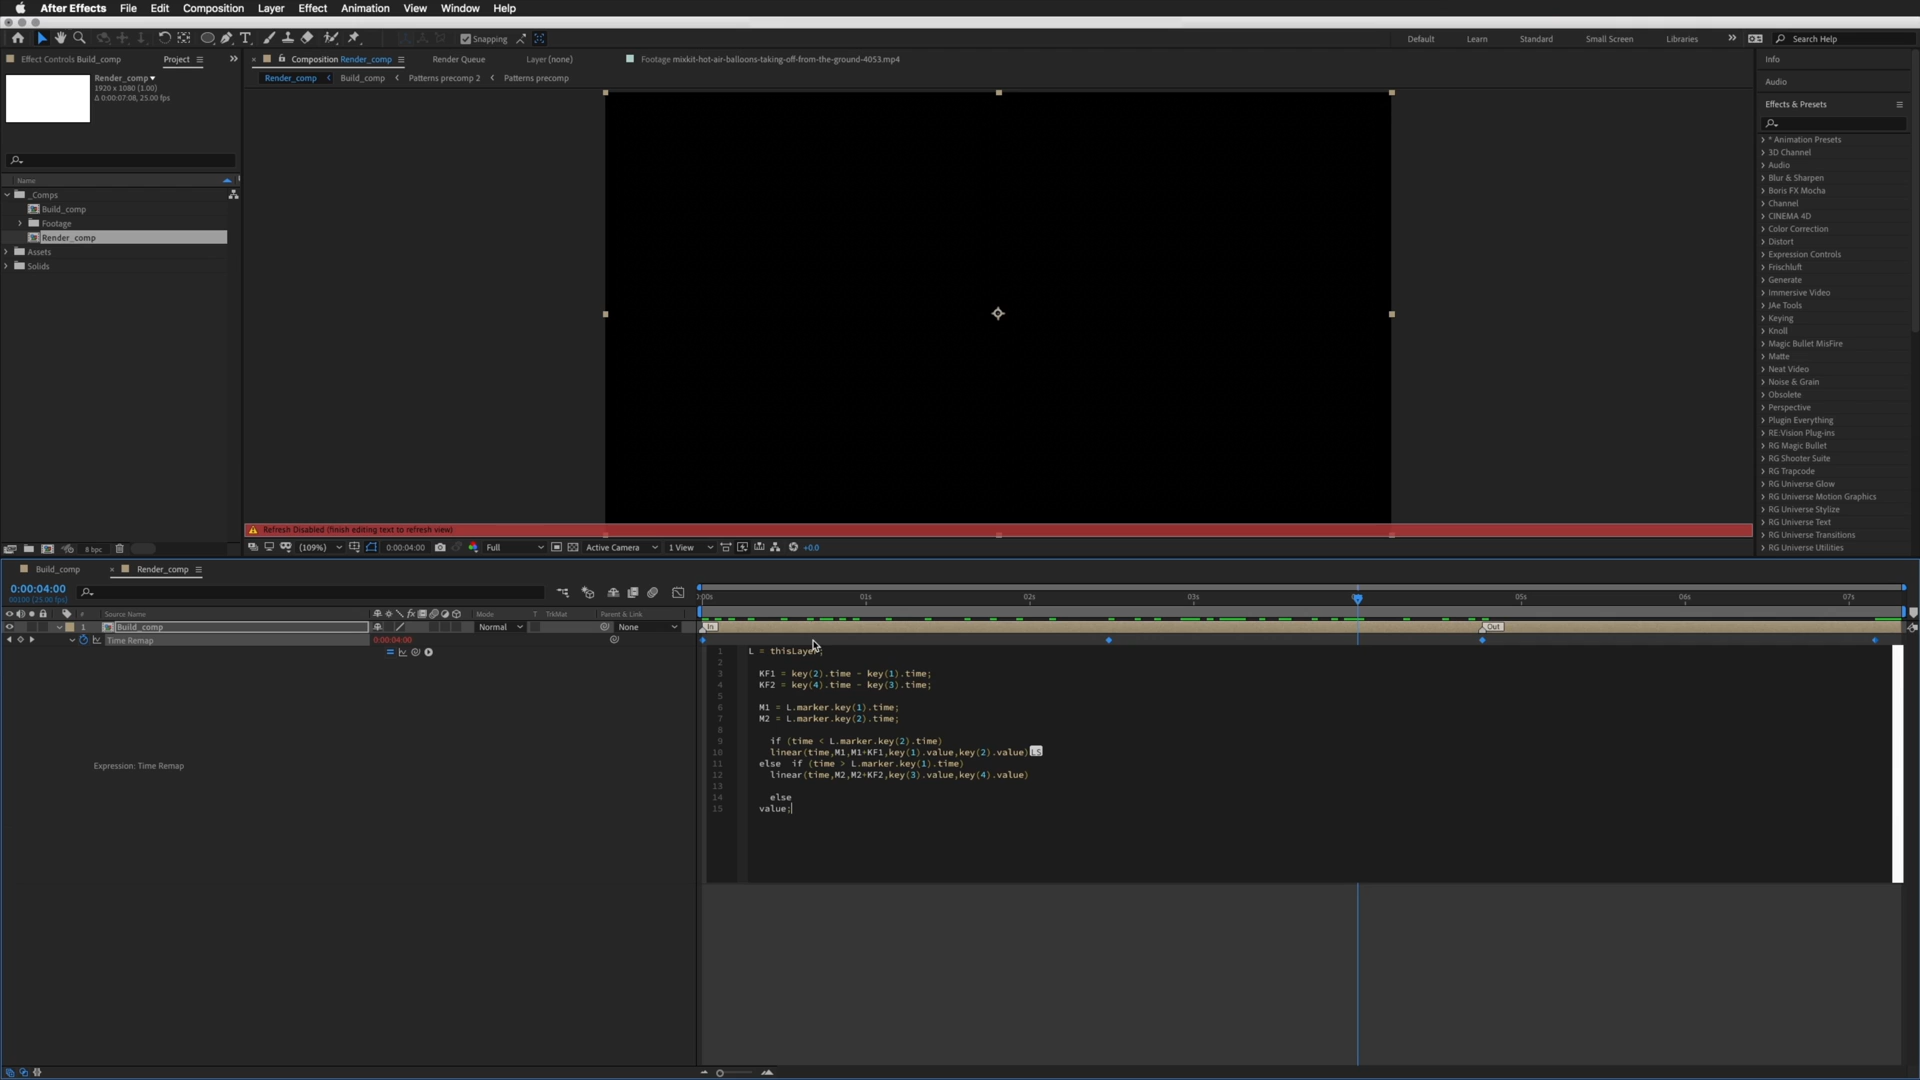 After Effects File Edit Composition Layer Effect Animation View Window Help
Snapping
Default Learn Standard Small Screen Libraries Search Help
Effect Controls Build_comp Project
Render_comp
1920 x 1080 (1.00)
Δ 0:00:07:08, 25.00 fps
Name
_Comps
Build_comp
Footage
Render_comp
Assets
Solids
8 bpc
Composition Render_comp Render Queue Layer (none) Footage mixkit-hot-air-balloons-taking-off-from-the-ground-4053.mp4
Render_comp Build_comp Patterns precomp 2 Patterns precomp
Refresh Disabled (finish editing text to refresh view)
(109%) 0:00:04:00 Full Active Camera 1 View +0.0
Info
Audio
Effects & Presets
* Animation Presets
3D Channel
Audio
Blur & Sharpen
Boris FX Mocha
Channel
CINEMA 4D
Color Correction
Distort
Expression Controls
Frischluft
Generate
Immersive Video
JAe Tools
Keying
Knoll
Magic Bullet MisFire
Matte
Neat Video
Noise & Grain
Obsolete
Perspective
Plugin Everything
RE:Vision Plug-ins
RG Magic Bullet
RG Shooter Suite
RG Trapcode
RG Universe Glow
RG Universe Motion Graphics
RG Universe Stylize
RG Universe Text
RG Universe Transitions
RG Universe Utilities
Build_comp Render_comp
0:00:04:00
00100 (25.00 fps)
:00s 01s 02s 03s 05s 06s 07s
# Source Name Mode T TrkMat Parent & Link
1 Build_comp Normal None
In Out
Time Remap 0:00:04:00
Expression: Time Remap
1 L = thisLayer;
2
3 KF1 = key(2).time - key(1).time;
4 KF2 = key(4).time - key(3).time;
5
6 M1 = L.marker.key(1).time;
7 M2 = L.marker.key(2).time;
8
9 if (time < L.marker.key(2).time)
10 linear(time,M1,M1+KF1,key(1).value,key(2).value)LS
11 else if (time > L.marker.key(1).time)
12 linear(time,M2,M2+KF2,key(3).value,key(4).value)
13
14 else
15 value;